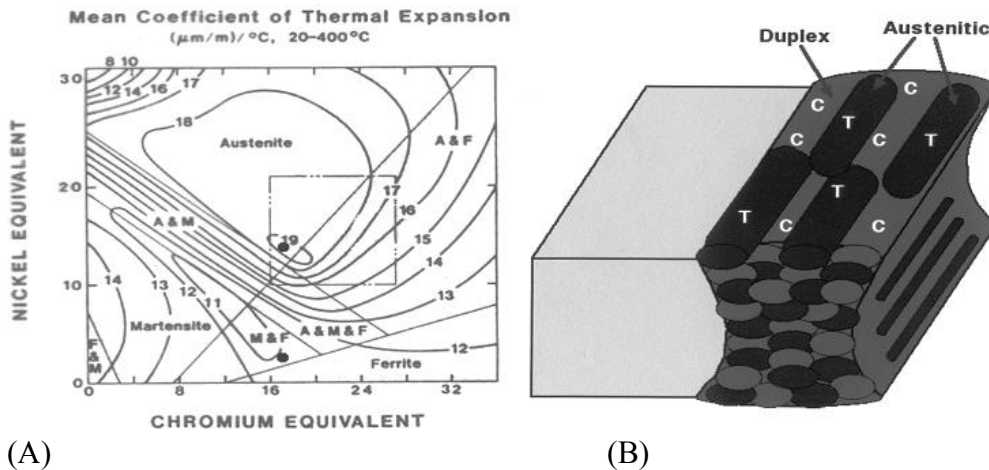 Mean Coefficient of Thermal Expansion
(μm/m)/°C, 20–400°C
30
20
10
0
NICKEL EQUIVALENT
8 10
12 14 16 17
18
Austenite
A & F
17
16
15
14
13
12
19
A & M
14
13
12
11
Martensite
F & M
M & F
A & M & F
Ferrite
0 8 16 24 32
CHROMIUM EQUIVALENT
(A)
Duplex
Austenitic
C
C
T
C
T
C
T
T
C
C
(B)